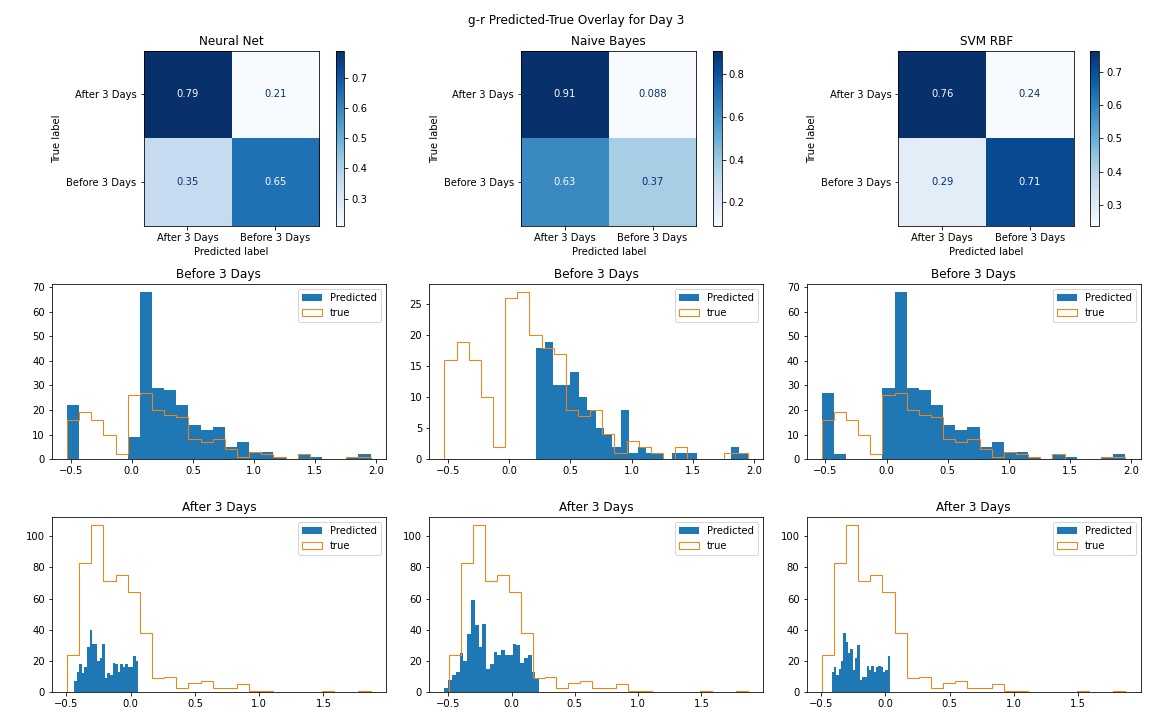 g-r Predicted-True Overlay for Day 3
Neural Net
After 3 Days
Before 3 Days
True label
0.79 0.21
0.35 0.65
After 3 Days Before 3 Days
Predicted label
0.7
0.6
0.5
0.4
0.3
Naive Bayes
After 3 Days
Before 3 Days
True label
0.91 0.088
0.63 0.37
After 3 Days Before 3 Days
Predicted label
0.8
0.6
0.4
0.2
SVM RBF
After 3 Days
Before 3 Days
True label
0.76 0.24
0.29 0.71
After 3 Days Before 3 Days
Predicted label
0.7
0.6
0.5
0.4
0.3
Before 3 Days
Predicted
true
70
60
50
40
30
20
10
0
−0.5 0.0 0.5 1.0 1.5 2.0
Before 3 Days
Predicted
true
25
20
15
10
5
0
−0.5 0.0 0.5 1.0 1.5 2.0
Before 3 Days
Predicted
true
70
60
50
40
30
20
10
0
−0.5 0.0 0.5 1.0 1.5 2.0
After 3 Days
Predicted
true
100
80
60
40
20
0
−0.5 0.0 0.5 1.0 1.5
After 3 Days
Predicted
true
100
80
60
40
20
0
−0.5 0.0 0.5 1.0 1.5
After 3 Days
Predicted
true
100
80
60
40
20
0
−0.5 0.0 0.5 1.0 1.5